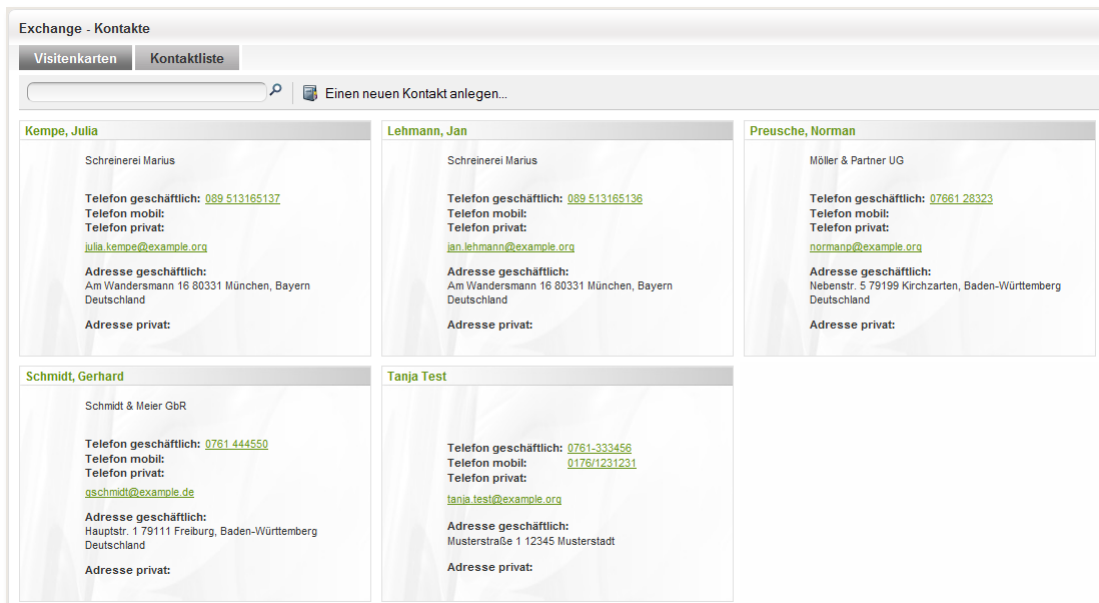 Exchange - Kontakte
Visitenkarten Kontaktliste
Einen neuen Kontakt anlegen...
Kempe, Julia
Schreinerei Marius
Telefon geschäftlich: 089 513165137
Telefon mobil:
Telefon privat:
julia.kempe@example.org
Adresse geschäftlich:
Am Wandersmann 16 80331 München, Bayern
Deutschland
Adresse privat:
Lehmann, Jan
Schreinerei Marius
Telefon geschäftlich: 089 513165136
Telefon mobil:
Telefon privat:
jan.lehmann@example.org
Adresse geschäftlich:
Am Wandersmann 16 80331 München, Bayern
Deutschland
Adresse privat:
Preusche, Norman
Möller & Partner UG
Telefon geschäftlich: 07661 28323
Telefon mobil:
Telefon privat:
normanp@example.org
Adresse geschäftlich:
Nebenstr. 5 79199 Kirchzarten, Baden-Württemberg
Deutschland
Adresse privat:
Schmidt, Gerhard
Schmidt & Meier GbR
Telefon geschäftlich: 0761 444550
Telefon mobil:
Telefon privat:
gschmidt@example.de
Adresse geschäftlich:
Hauptstr. 1 79111 Freiburg, Baden-Württemberg
Deutschland
Adresse privat:
Tanja Test
Telefon geschäftlich: 0761-333456
Telefon mobil: 0176/1231231
Telefon privat:
tanja.test@example.org
Adresse geschäftlich:
Musterstraße 1 12345 Musterstadt
Adresse privat: